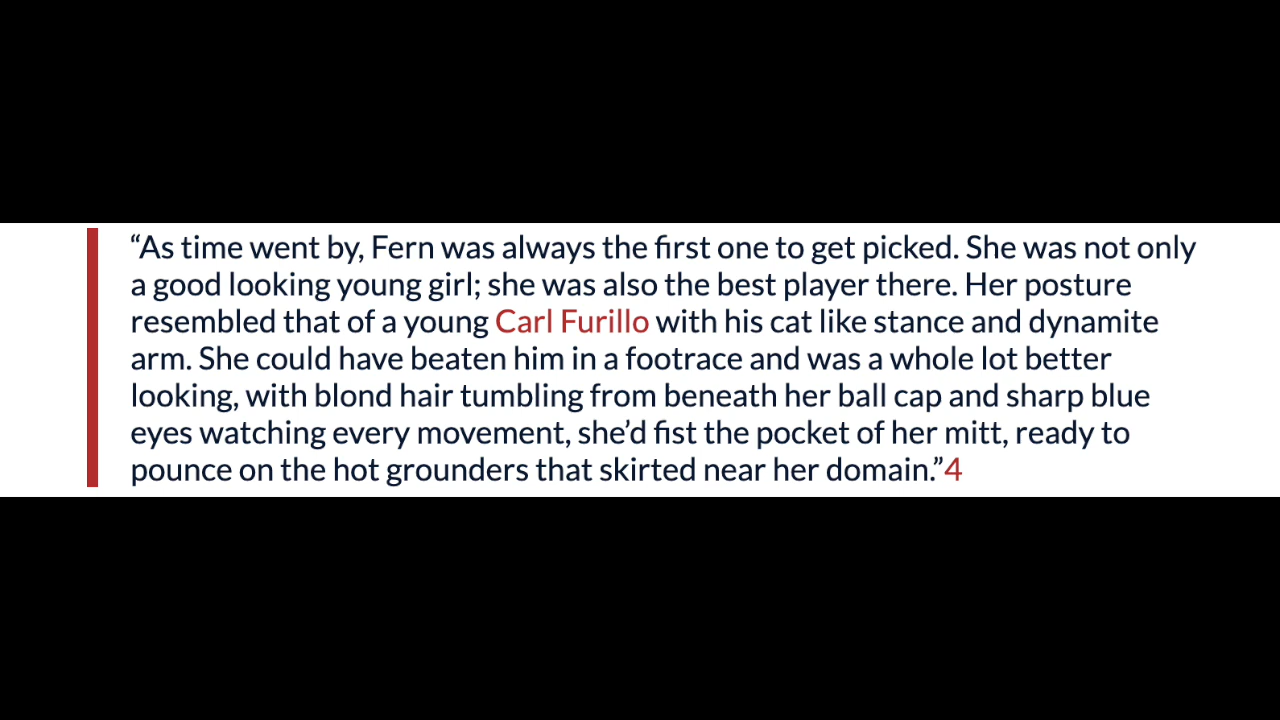 “As time went by, Fern was always the first one to get picked. She was not only
a good looking young girl; she was also the best player there. Her posture
resembled that of a young Carl Furillo with his cat like stance and dynamite
arm. She could have beaten him in a footrace and was a whole lot better
looking, with blond hair tumbling from beneath her ball cap and sharp blue
eyes watching every movement, she’d fist the pocket of her mitt, ready to
pounce on the hot grounders that skirted near her domain.”4